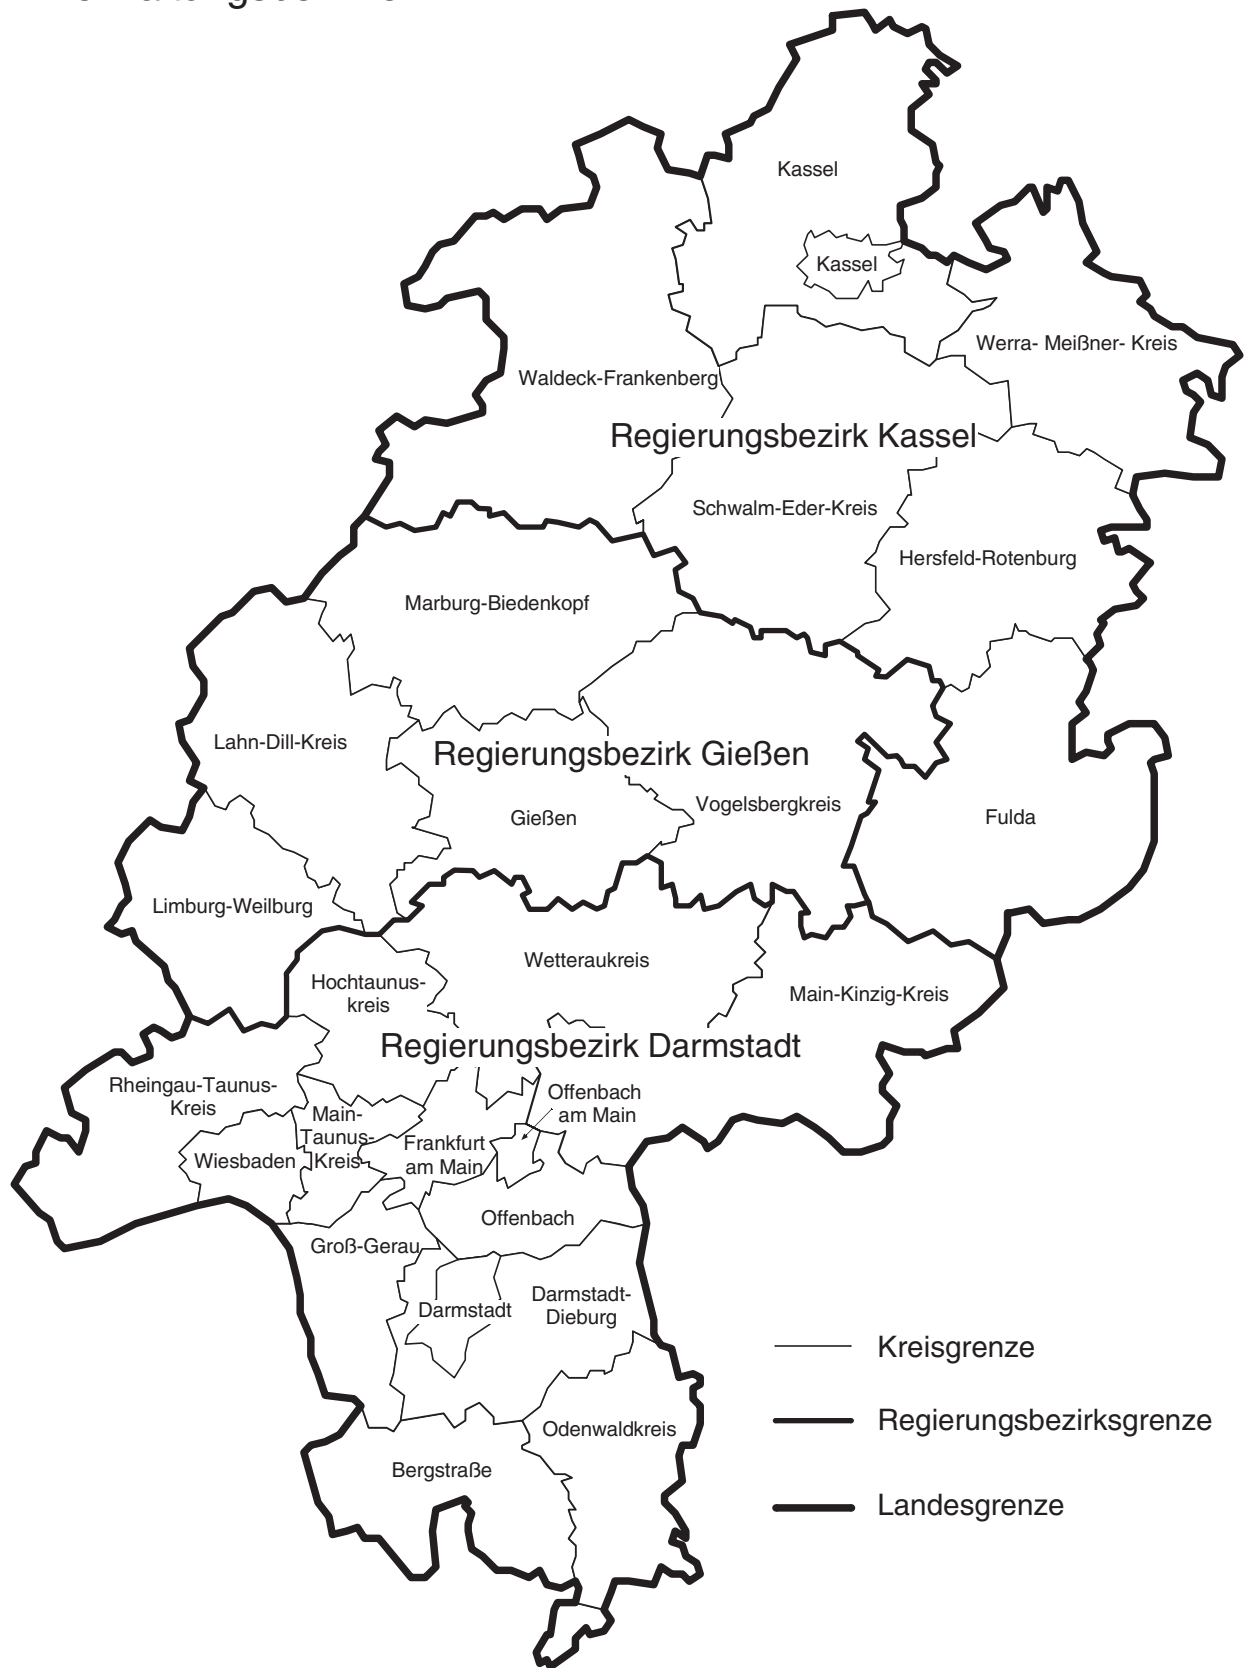 Kassel
Kassel
Werra- Meißner- Kreis
Waldeck-Frankenberg
Regierungsbezirk Kassel
Schwalm-Eder-Kreis
Hersfeld-Rotenburg
Marburg-Biedenkopf
Lahn-Dill-Kreis
Regierungsbezirk Gießen
Vogelsbergkreis
Gießen
Fulda
Limburg-Weilburg
Wetteraukreis
Hochtaunus-
kreis
Main-Kinzig-Kreis
Regierungsbezirk Darmstadt
Rheingau-Taunus-
Kreis
Offenbach
am Main
Main-
Taunus-
Kreis
Frankfurt
am Main
Wiesbaden
Offenbach
Groß-Gerau
Darmstadt-
Dieburg
Darmstadt
Odenwaldkreis
Bergstraße
Kreisgrenze
Regierungsbezirksgrenze
Landesgrenze